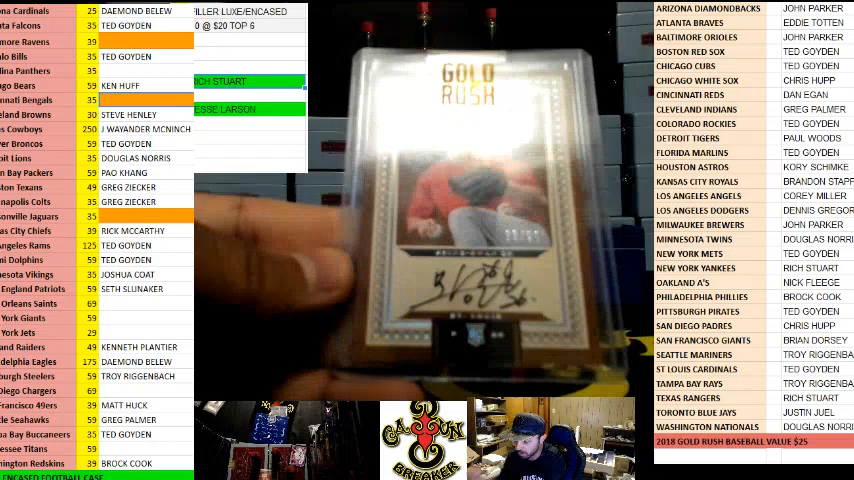 ona Cardinals 25 DAEMOND BELEW
nta Falcons 35 TED GOYDEN
more Ravens 39
alo Bills 35 TED GOYDEN
lina Panthers 35
ago Bears 59 KEN HUFF
innati Bengals 35
eland Browns 30 STEVE HENLEY
as Cowboys 250 J WAYANDER MCNINCH
ver Broncos 59 TED GOYDEN
oit Lions 35 DOUGLAS NORRIS
n Bay Packers 59 PAO KHANG
ston Texans 49 GREG ZIECKER
anapolis Colts 35 GREG ZIECKER
sonville Jaguars 35
as City Chiefs 39 RICK MCCARTHY
Angeles Rams 125 TED GOYDEN
mi Dolphins 59 TED GOYDEN
nesota Vikings 35 JOSHUA COAT
England Patriots 59 SETH SLUNAKER
Orleans Saints 69
York Giants 59
York Jets 29
and Raiders 49 KENNETH PLANTIER
adelphia Eagles 175 DAEMOND BELEW
burgh Steelers 59 TROY RIGGENBACH
Diego Chargers 69
Francisco 49ers 39 MATT HUCK
tle Seahawks 59 GREG PALMER
pa Bay Buccaneers 35 TED GOYDEN
essee Titans 59
hington Redskins 39 BROCK COOK
ENCASED FOOTBALL CASE
ILLER LUXE/ENCASED
0 @ $20 TOP 6
RICH STUART
ESSE LARSON
GOLD
RUSH
CAJUN
BREAKER
ARIZONA DIAMONDBACKS JOHN PARKER
ATLANTA BRAVES EDDIE TOTTEN
BALTIMORE ORIOLES JOHN PARKER
BOSTON RED SOX TED GOYDEN
CHICAGO CUBS TED GOYDEN
CHICAGO WHITE SOX CHRIS HUPP
CINCINNATI REDS DAN EGAN
CLEVELAND INDIANS GREG PALMER
COLORADO ROCKIES TED GOYDEN
DETROIT TIGERS PAUL WOODS
FLORIDA MARLINS TED GOYDEN
HOUSTON ASTROS KORY SCHIMKE
KANSAS CITY ROYALS BRANDON STAPF
LOS ANGELES ANGELS COREY MILLER
LOS ANGELES DODGERS DENNIS GREGOR
MILWAUKEE BREWERS JOHN PARKER
MINNESOTA TWINS DOUGLAS NORRI
NEW YORK METS TED GOYDEN
NEW YORK YANKEES RICH STUART
OAKLAND A'S NICK FLEEGE
PHILADELPHIA PHILLIES BROCK COOK
PITTSBURGH PIRATES TED GOYDEN
SAN DIEGO PADRES CHRIS HUPP
SAN FRANCISCO GIANTS BRIAN DORSEY
SEATTLE MARINERS TROY RIGGENBA
ST LOUIS CARDINALS TED GOYDEN
TAMPA BAY RAYS TROY RIGGENBA
TEXAS RANGERS RICH STUART
TORONTO BLUE JAYS JUSTIN JUEL
WASHINGTON NATIONALS DOUGLAS NORRI
2018 GOLD RUSH BASEBALL VALUE $25